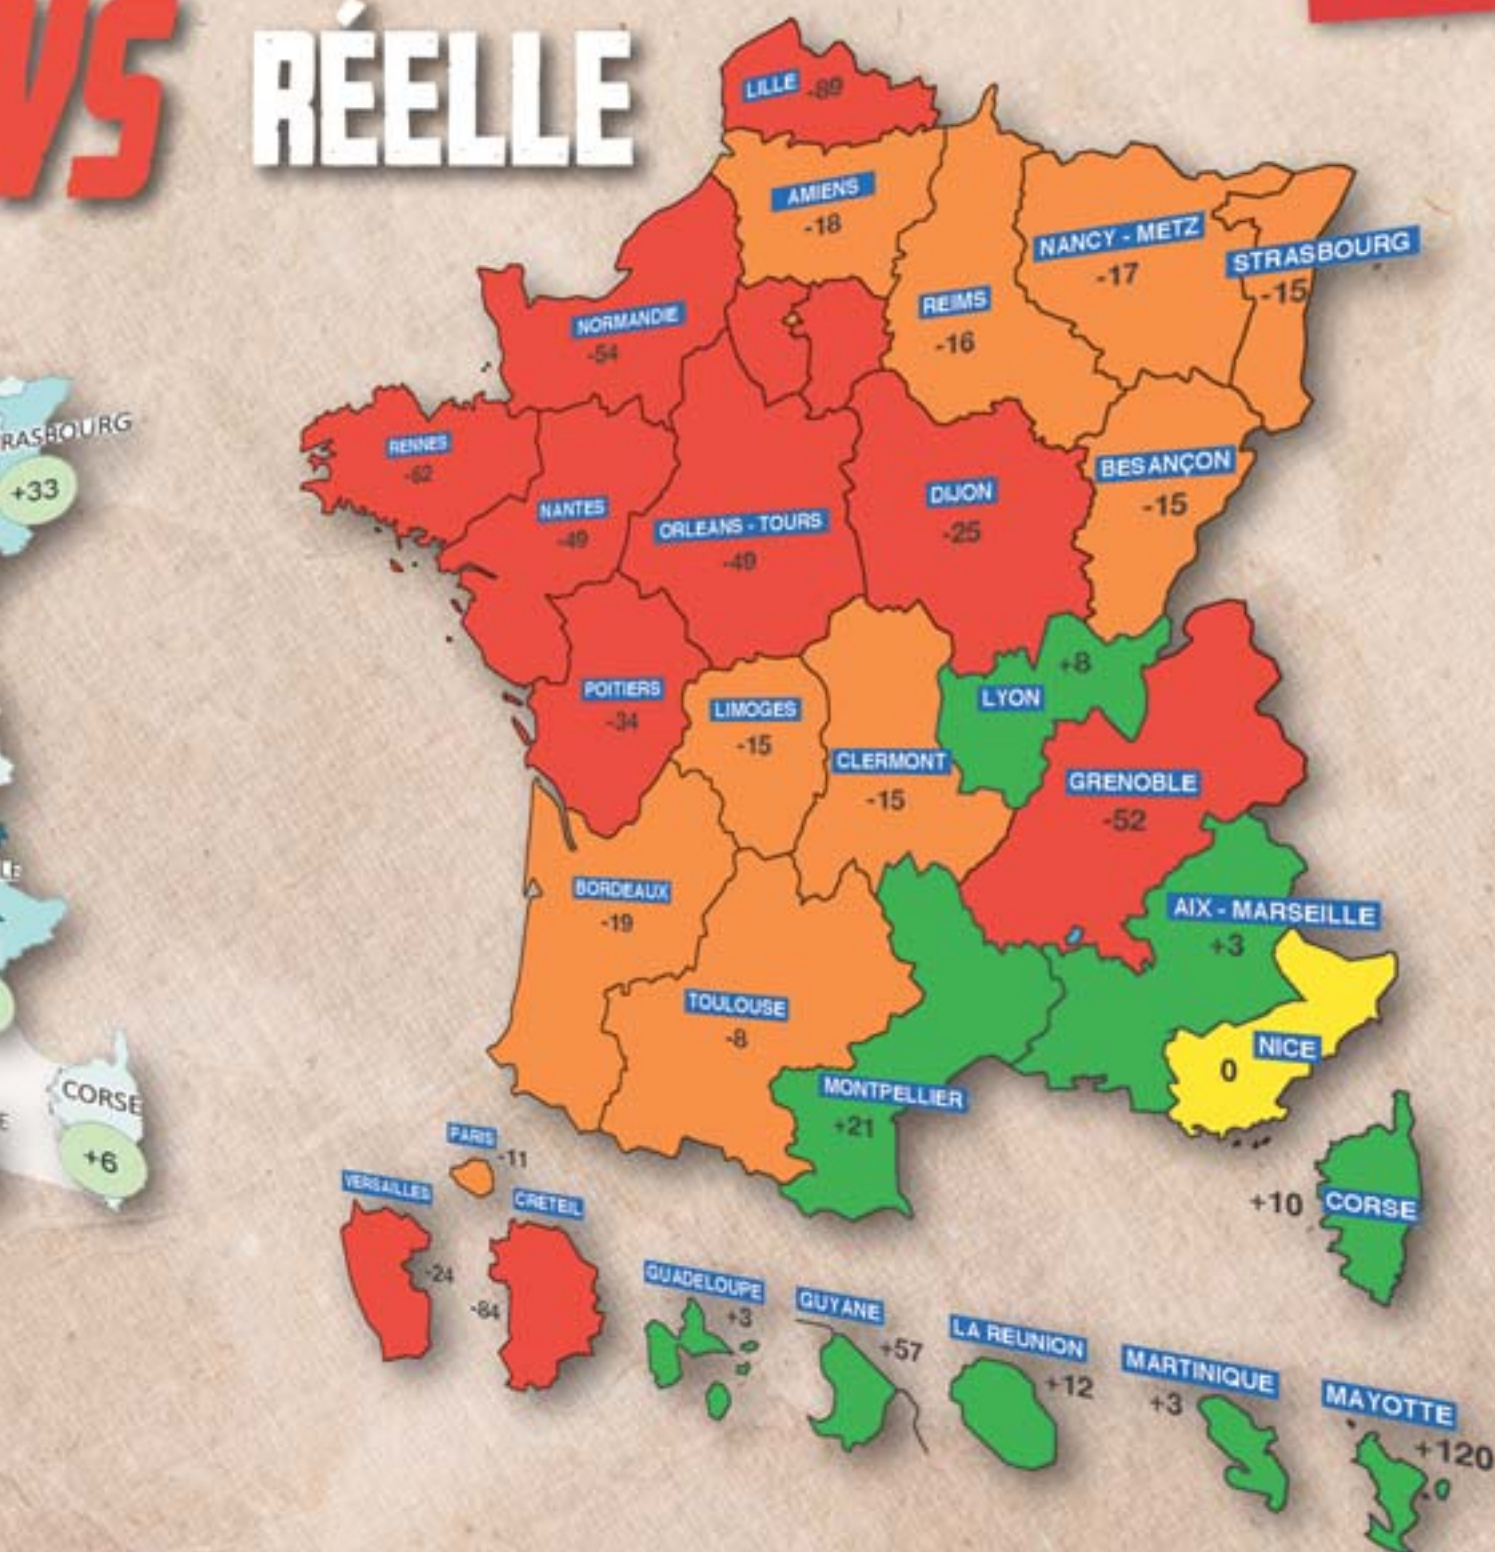 VS RÉELLE
LILLE -89
AMIENS
-18
NANCY - METZ
-17
STRASBOURG
-15
REIMS
-16
NORMANDIE
-54
RENNES
-62
NANTES
-49
ORLEANS - TOURS
-49
DIJON
-25
BESANÇON
-15
RASBOURG
+33
POITIERS
-34
LIMOGES
-15
CLERMONT
-15
+8
LYON
GRENOBLE
-52
BORDEAUX
-19
TOULOUSE
-8
AIX - MARSEILLE
+3
NICE
0
MONTPELLIER
+21
LE
E
CORSE
+6
+10 CORSE
PARIS
-11
VERSAILLES
-24
CRETEIL
-84
GUADELOUPE
+3
GUYANE
+57
LA REUNION
+12
MARTINIQUE
+3
MAYOTTE
+120